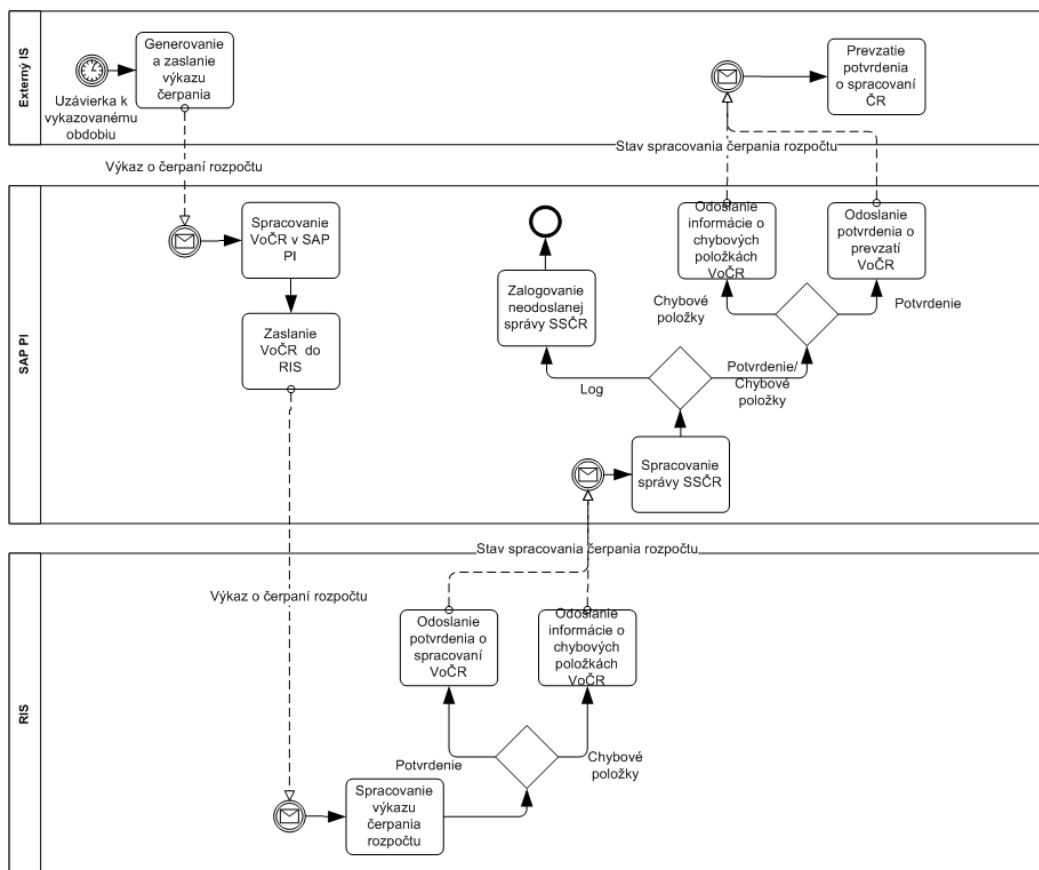 Externý IS
Uzávierka k
vykazovanému
obdobiu
Generovanie
a zaslanie
výkazu
čerpania
Prevzatie
potvrdenia
o spracovaní
ČR
Výkaz o čerpaní rozpočtu
Stav spracovania čerpania rozpočtu
SAP PI
Spracovanie
VoČR v SAP
PI
Zaslanie
VoČR do
RIS
Zalogovanie
neodoslanej
správy SSČR
Odoslanie
informácie o
chybových
položkách
VoČR
Odoslanie
potvrdenia o
prevzatí
VoČR
Chybové
položky
Potvrdenie
Log
Potvrdenie/
Chybové
položky
Spracovanie
správy SSČR
Stav spracovania čerpania rozpočtu
Výkaz o čerpaní rozpočtu
RIS
Odoslanie
potvrdenia o
spracovaní
VoČR
Odoslanie
informácie o
chybových
položkách
VoČR
Potvrdenie
Chybové
položky
Spracovanie
výkazu
čerpania
rozpočtu